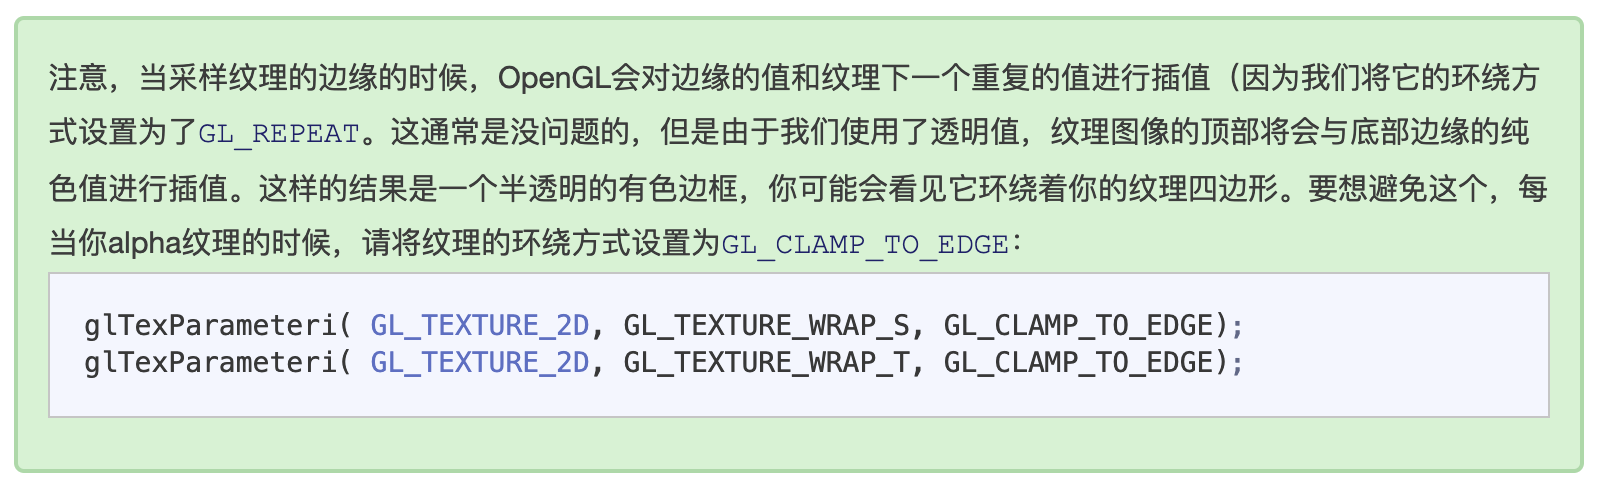 注意，当采样纹理的边缘的时候，OpenGL会对边缘的值和纹理下一个重复的值进行插值（因为我们将它的环绕方
式设置为了GL_REPEAT。这通常是没问题的，但是由于我们使用了透明值，纹理图像的顶部将会与底部边缘的纯
色值进行插值。这样的结果是一个半透明的有色边框，你可能会看见它环绕着你的纹理四边形。要想避免这个，每
当你alpha纹理的时候，请将纹理的环绕方式设置为GL_CLAMP_TO_EDGE：
glTexParameteri( GL_TEXTURE_2D, GL_TEXTURE_WRAP_S, GL_CLAMP_TO_EDGE);
glTexParameteri( GL_TEXTURE_2D, GL_TEXTURE_WRAP_T, GL_CLAMP_TO_EDGE);